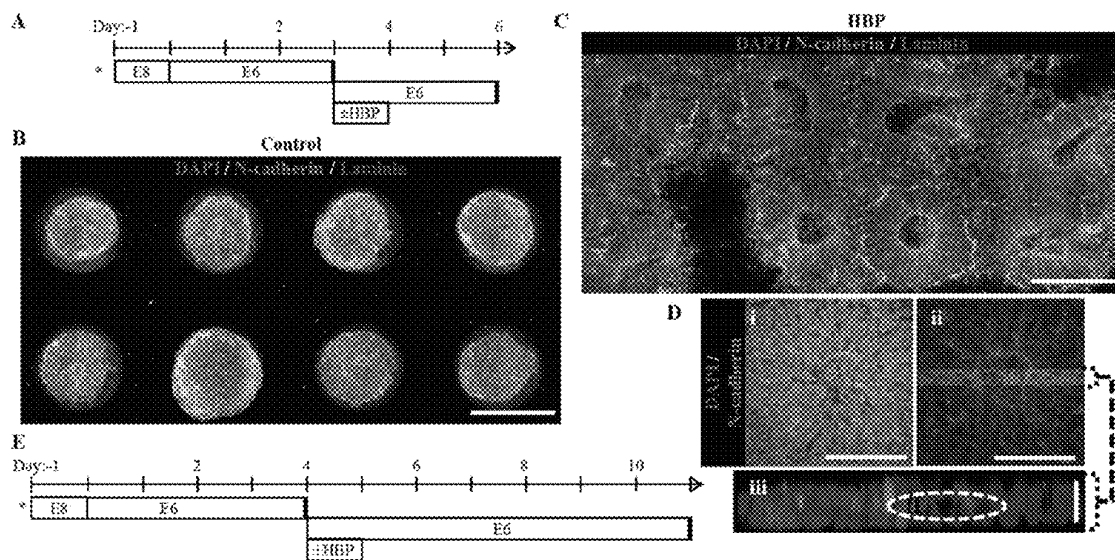 A
Day:-1 2 4 6
* E8 E6
E6
±HBP
B
Control
DAPI / N-cadherin / Laminin
C
HBP
DAPI / N-cadherin / Laminin
D
i ii
DAPI /
N-cadherin
iii
E
Day:-1 2 4 6 8 10
* E8 E6
E6
±HBP